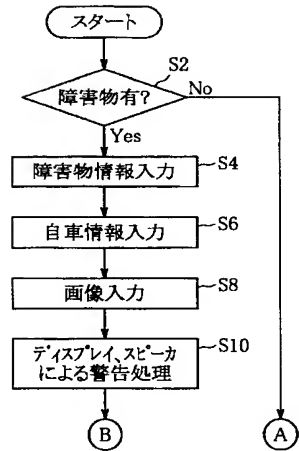 スタート
S2
障害物有?
No
Yes
障害物情報入力
S4
自車情報入力
S6
画像入力
S8
ディスプレイ、スピーカ
による警告処理
S10
B
A